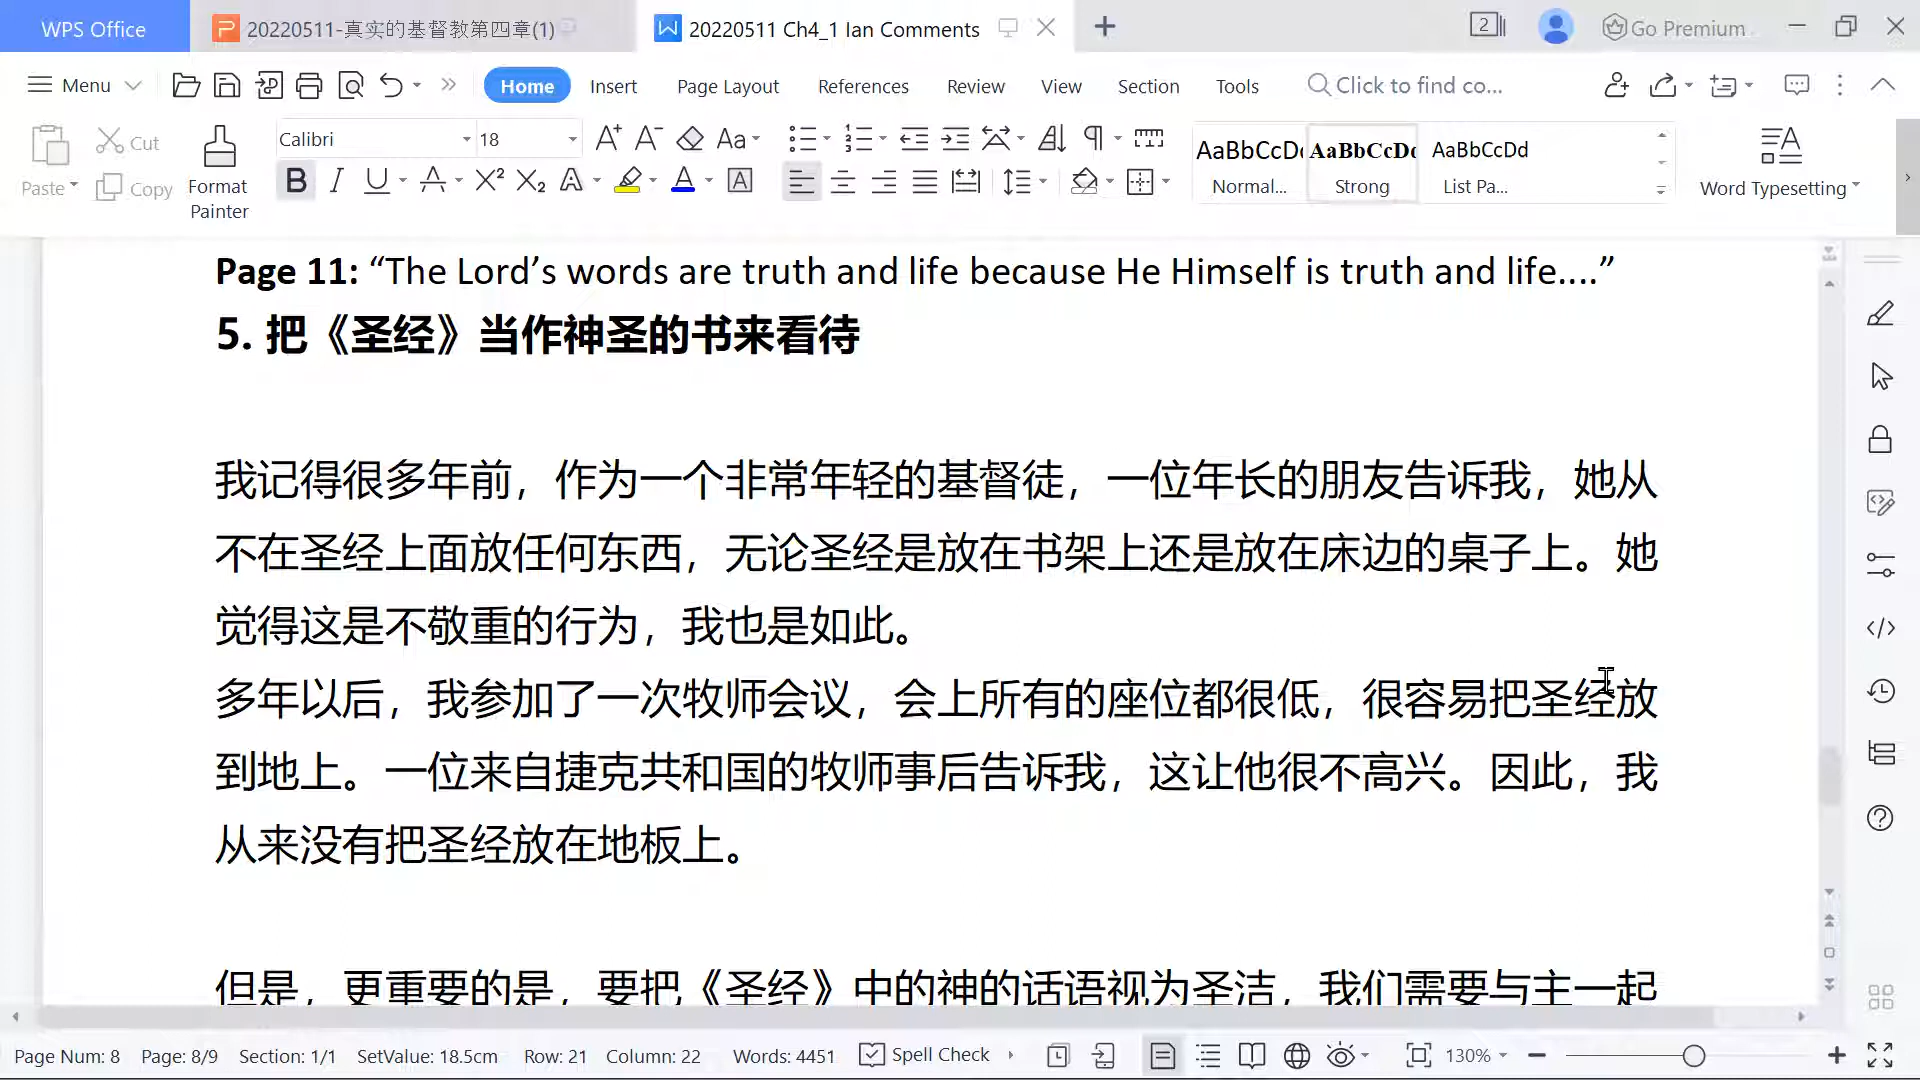 WPS Office
20220511-真实的基督教第四章(1)
20220511 Ch4_1 Ian Comments
2
Go Premium
Menu
Home
Insert
Page Layout
References
Review
View
Section
Tools
Click to find co...
Paste
Cut
Copy
Format
Painter
Calibri
18
AaBbCcDd
Normal...
AaBbCcDd
Strong
AaBbCcDd
List Pa...
Word Typesetting
Page 11: “The Lord’s words are truth and life because He Himself is truth and life....”
5. 把《圣经》当作神圣的书来看待
我记得很多年前，作为一个非常年轻的基督徒，一位年长的朋友告诉我，她从
不在圣经上面放任何东西，无论圣经是放在书架上还是放在床边的桌子上。她
觉得这是不敬重的行为，我也是如此。
多年以后，我参加了一次牧师会议，会上所有的座位都很低，很容易把圣经放
到地上。一位来自捷克共和国的牧师事后告诉我，这让他很不高兴。因此，我
从来没有把圣经放在地板上。
但是，更重要的是，要把《圣经》中的神的话语视为圣洁，我们需要与主一起
Page Num: 8
Page: 8/9
Section: 1/1
SetValue: 18.5cm
Row: 21
Column: 22
Words: 4451
Spell Check
130%